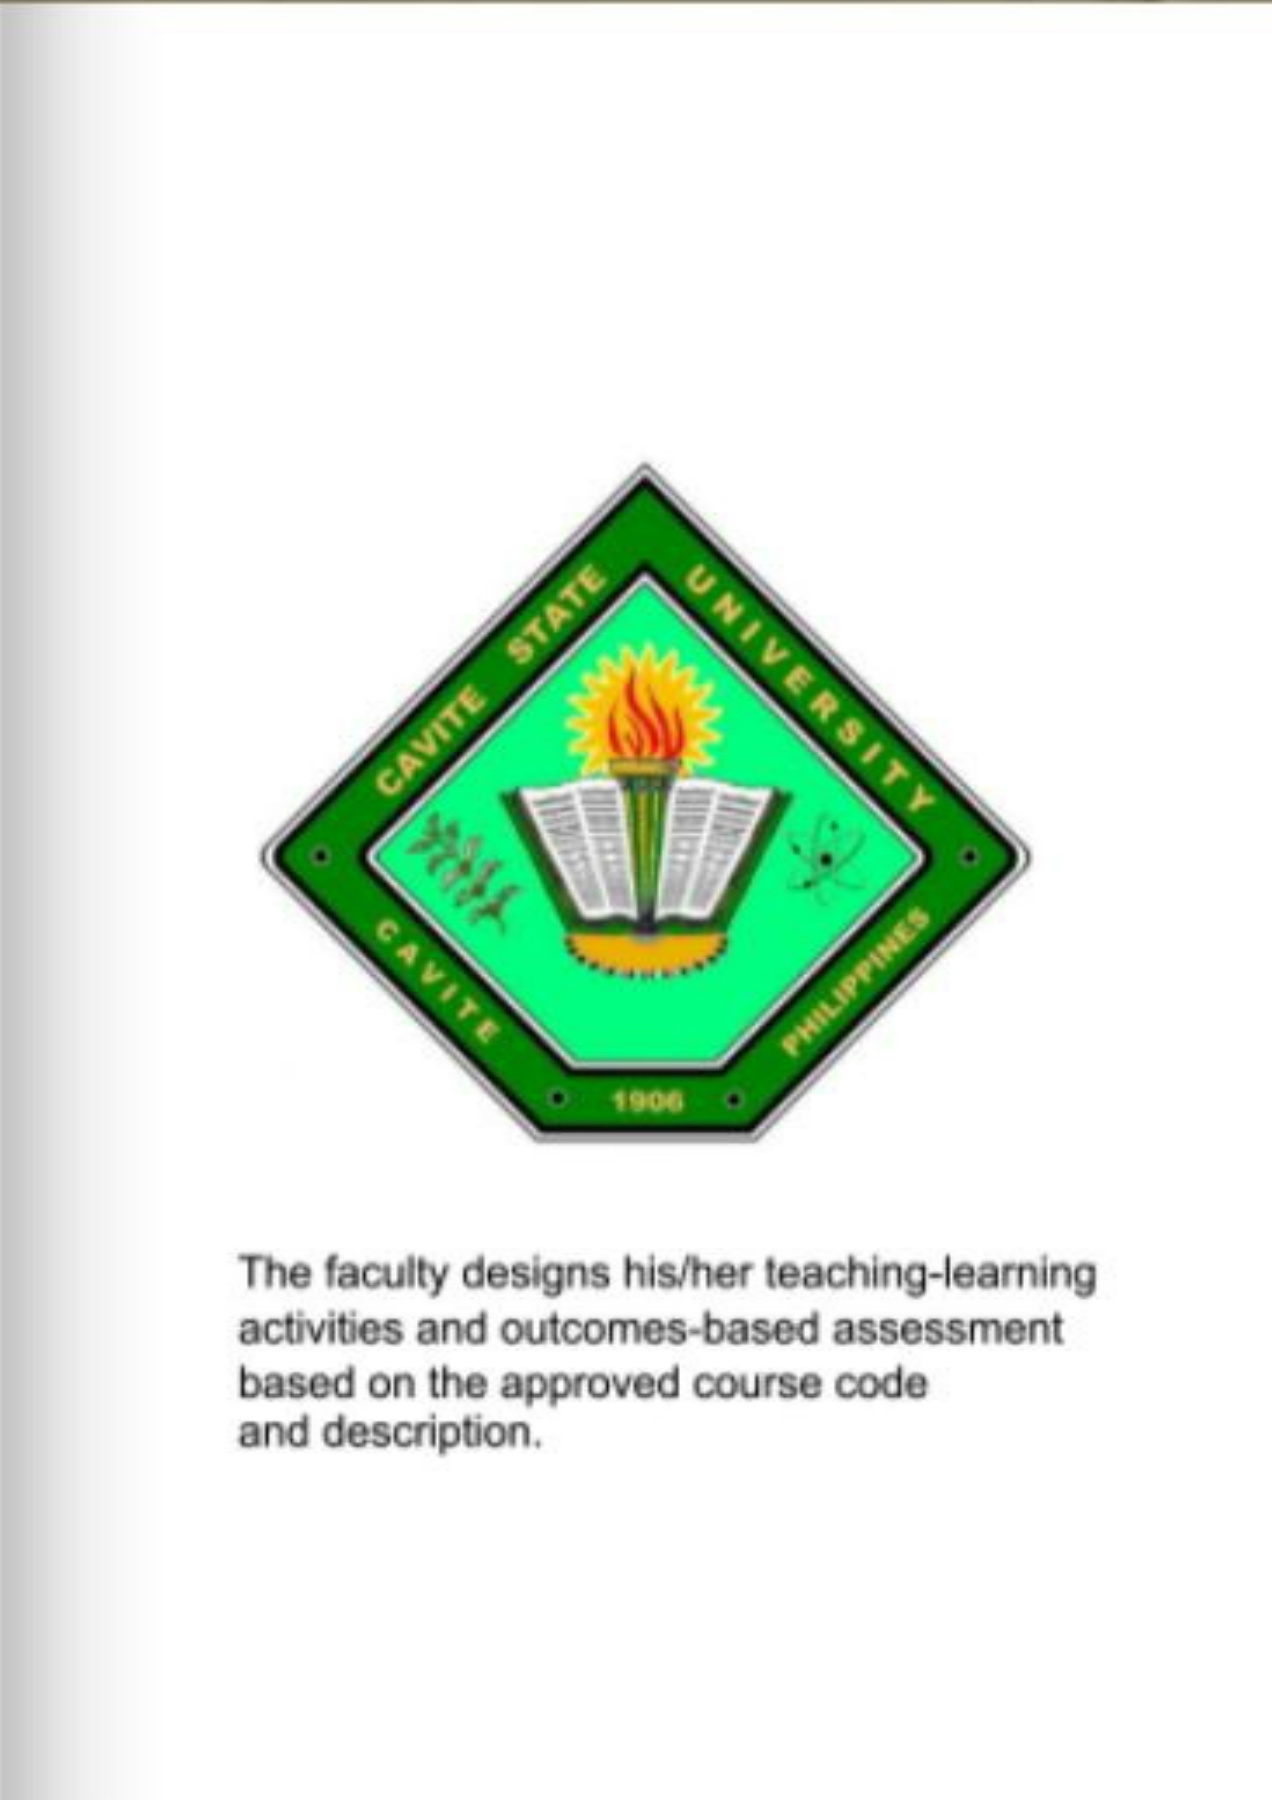 CAVITE STATE UNIVERSITY
CAVITE
1906
PHILIPPINES
The faculty designs his/her teaching-learning
activities and outcomes-based assessment
based on the approved course code
and description.